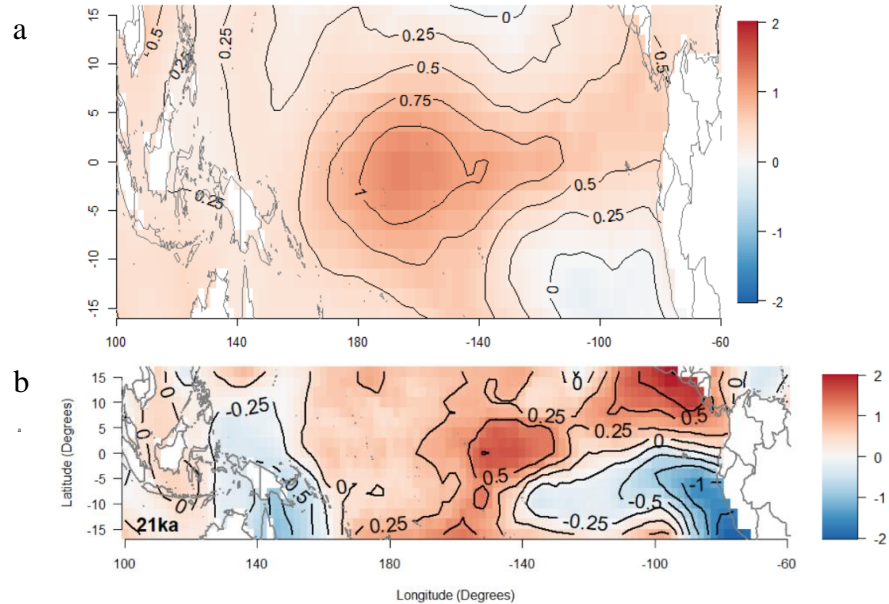 a
15 10 5 0 -5 -15
100 140 180 -140 -100 -60
0.5 0.25 0.25 0 0.5 0.75 1 0.25 0.5 0.5 0.25 0
2 1 0 -1 -2
b
Latitude (Degrees)
15 10 5 0 -5 -10 -15
0 0 0 -0.25 -0.5 0 0.25 0.5 0.25 0.5 0.25 0 -0.25 -0.5 -1 0 0
21ka
100 140 180 -140 -100 -60
Longitude (Degrees)
2 1 0 -1 -2